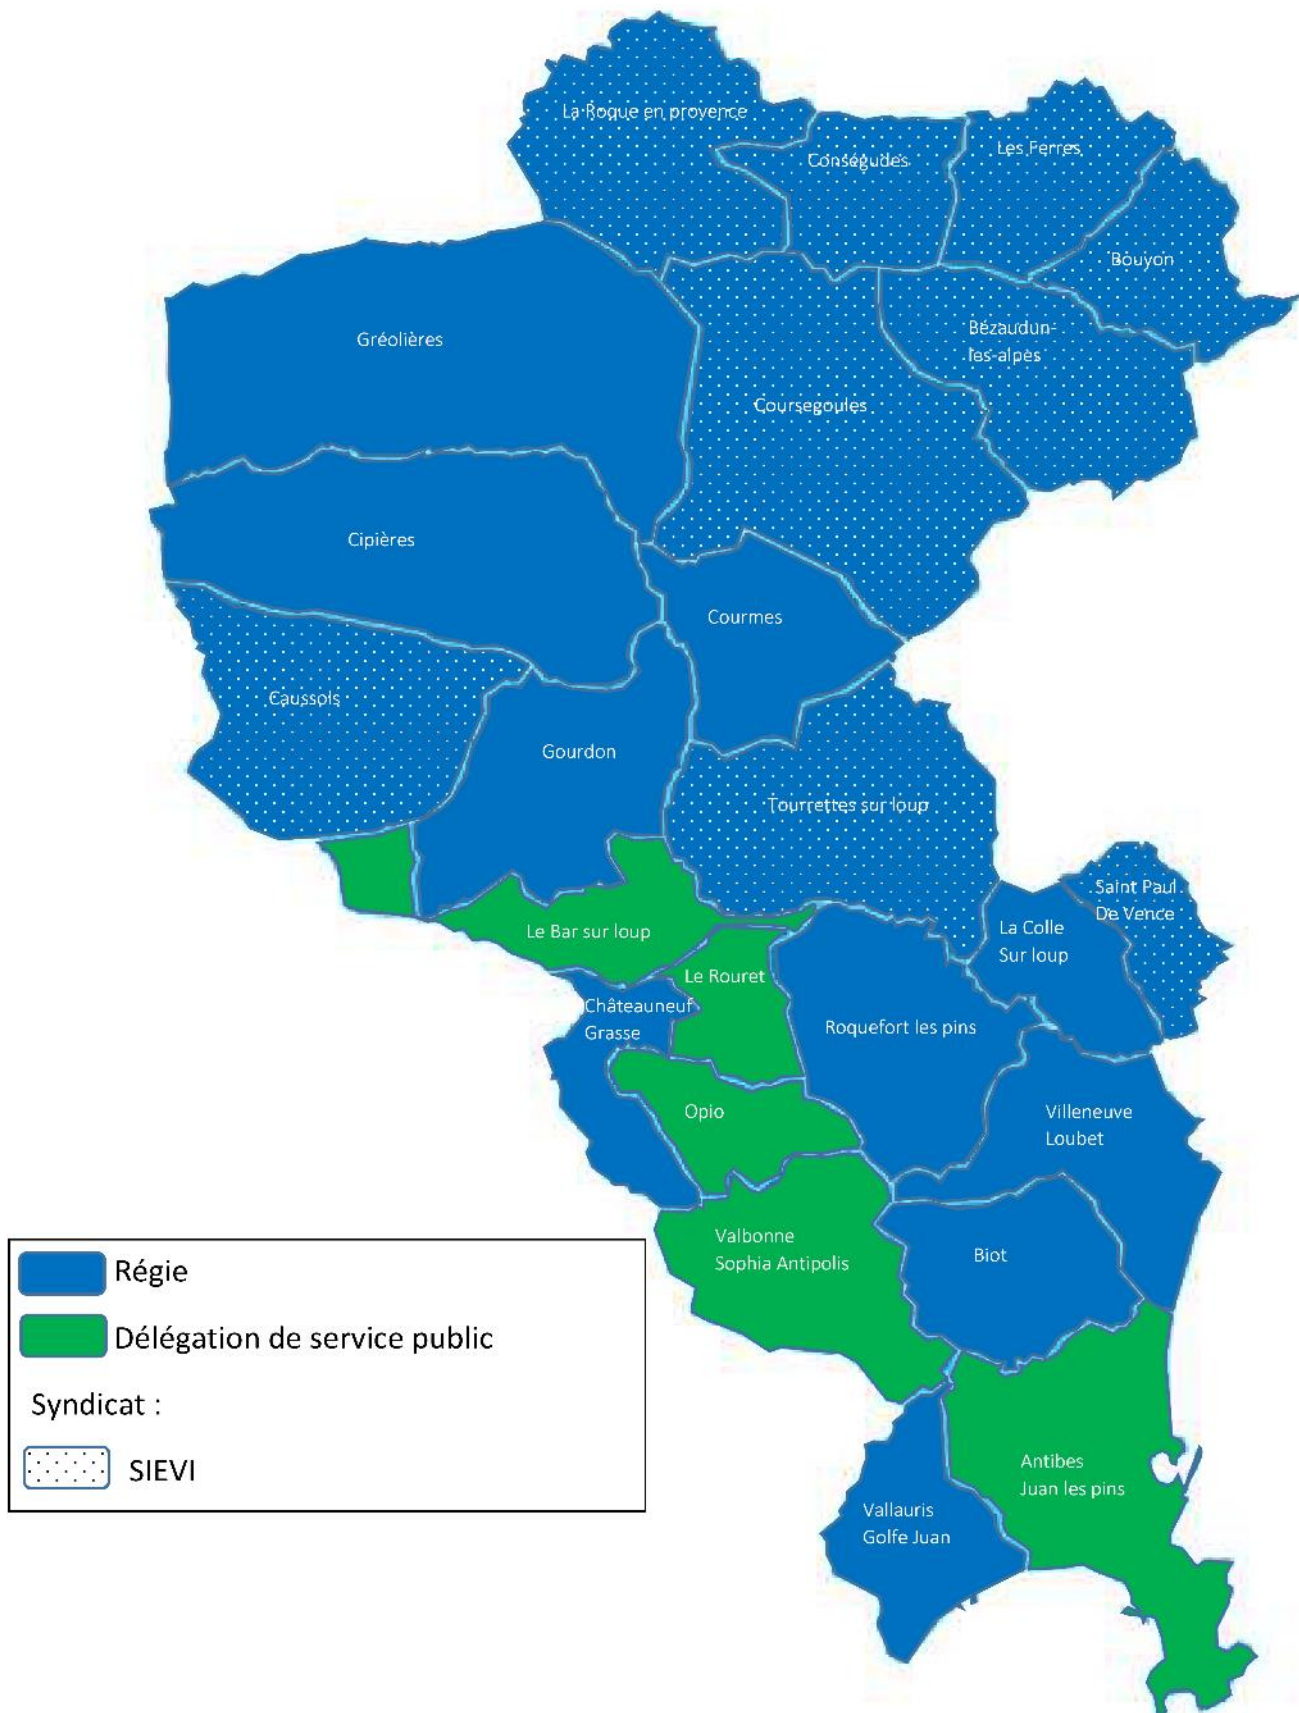 La Roque en provence
Conségudes
Les Ferres
Bouyon
Gréolières
Bézaudun-
les-alpes
Coursegoules
Cipières
Courmes
Caussols
Gourdon
Tourrettes sur loup
Saint Paul
De Vence
La Colle
Sur loup
Le Bar sur loup
Le Rouret
Châteauneuf
Grasse
Roquefort les pins
Opio
Villeneuve
Loubet
Valbonne
Sophia Antipolis
Biot
Antibes
Juan les pins
Vallauris
Golfe Juan
Régie
Délégation de service public
Syndicat :
SIEVI